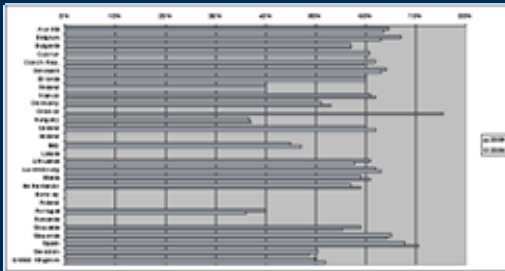 0% 10% 20% 30% 40% 50% 60% 70% 80%
Austria
Belgium
Bulgaria
Cyprus
Czech Rep.
Denmark
Estonia
Finland
France
Germany
Greece
Hungary
Iceland
Ireland
Italy
Latvia
Lithuania
Luxembourg
Malta
Netherlands
Norway
Poland
Portugal
Romania
Slovakia
Slovenia
Spain
Sweden
United Kingdom